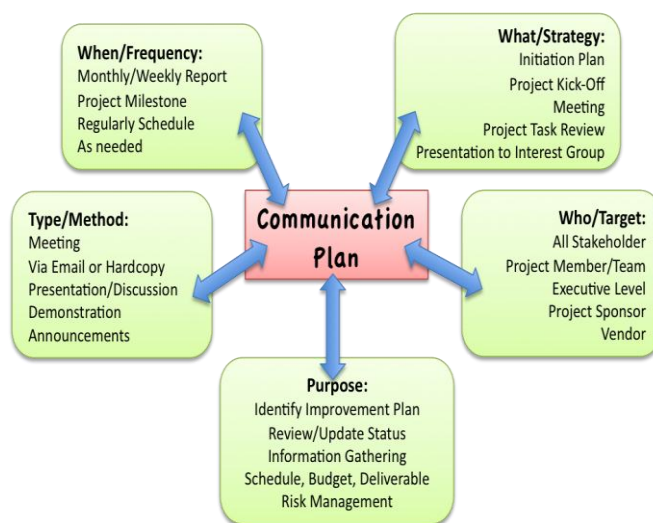 When/Frequency:
Monthly/Weekly Report
Project Milestone
Regularly Schedule
As needed
What/Strategy:
Initiation Plan
Project Kick-Off
Meeting
Project Task Review
Presentation to Interest Group
Type/Method:
Meeting
Via Email or Hardcopy
Presentation/Discussion
Demonstration
Announcements
Communication
Plan
Who/Target:
All Stakeholder
Project Member/Team
Executive Level
Project Sponsor
Vendor
Purpose:
Identify Improvement Plan
Review/Update Status
Information Gathering
Schedule, Budget, Deliverable
Risk Management